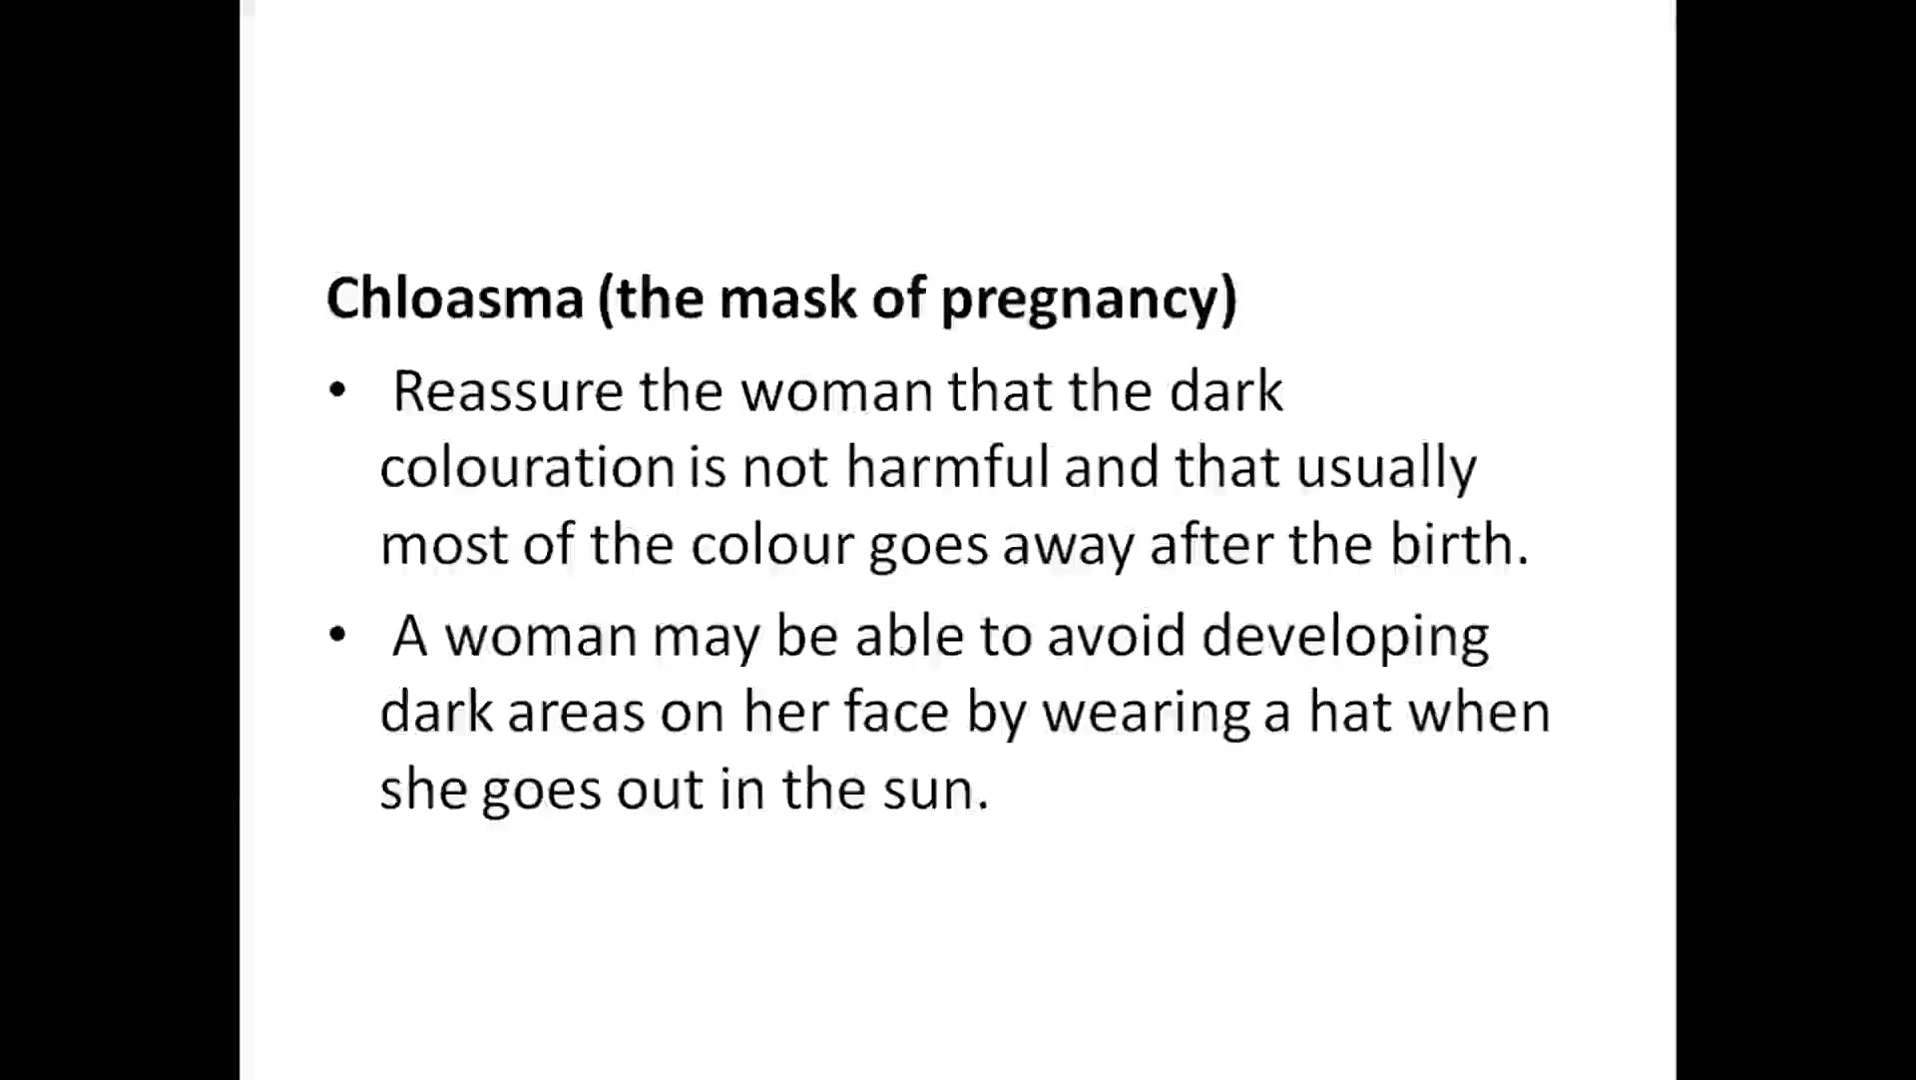 Chloasma (the mask of pregnancy)
• Reassure the woman that the dark
colouration is not harmful and that usually
most of the colour goes away after the birth.
• A woman may be able to avoid developing
dark areas on her face by wearing a hat when
she goes out in the sun.